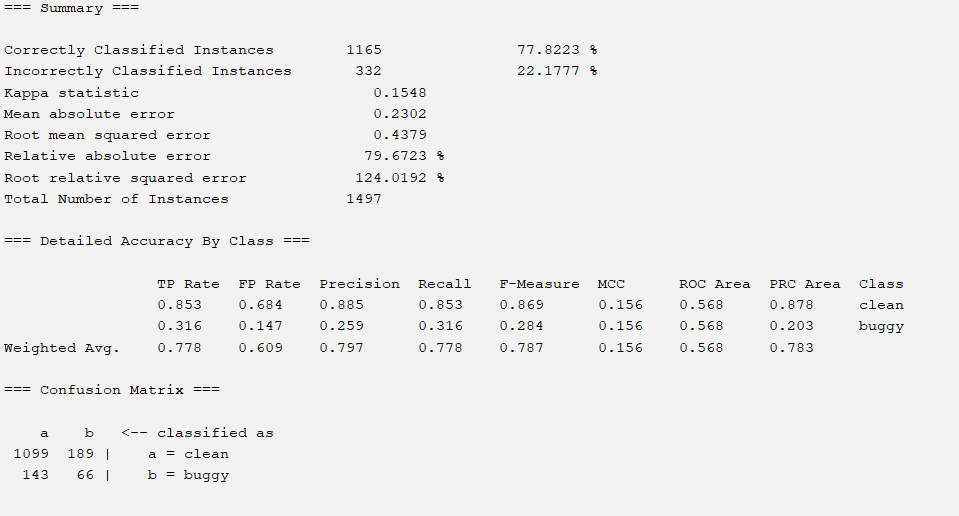 === Summary ===
Correctly Classified Instances 1165 77.8223 %
Incorrectly Classified Instances 332 22.1777 %
Kappa statistic 0.1548
Mean absolute error 0.2302
Root mean squared error 0.4379
Relative absolute error 79.6723 %
Root relative squared error 124.0192 %
Total Number of Instances 1497
=== Detailed Accuracy By Class ===
TP Rate FP Rate Precision Recall F-Measure MCC ROC Area PRC Area Class
0.853 0.684 0.885 0.853 0.869 0.156 0.568 0.878 clean
0.316 0.147 0.259 0.316 0.284 0.156 0.568 0.203 buggy
Weighted Avg. 0.778 0.609 0.797 0.778 0.787 0.156 0.568 0.783
=== Confusion Matrix ===
a b <-- classified as
1099 189 | a = clean
143 66 | b = buggy